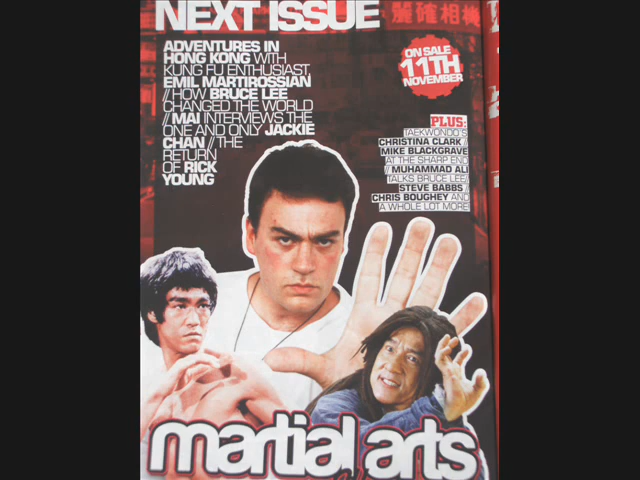 NEXT ISSUE
ADVENTURES IN
HONG KONG WITH
KUNG FU ENTHUSIAST,
EMIL MARTIROSSIAN
// HOW BRUCE LEE
CHANGED THE WORLD
// MAI INTERVIEWS THE
ONE AND ONLY JACKIE
CHAN // THE
RETURN
OF RICK
YOUNG
ON SALE
11TH
NOVEMBER
PLUS:
TAEKWONDO'S
CHRISTINA CLARK //
MIKE BLACKGRAVE
AT THE SHARP END
// MUHAMMAD ALI
TALKS BRUCE LEE //
STEVE BABBS /
CHRIS BOUGHEY AND
A WHOLE LOT MORE!
martial arts